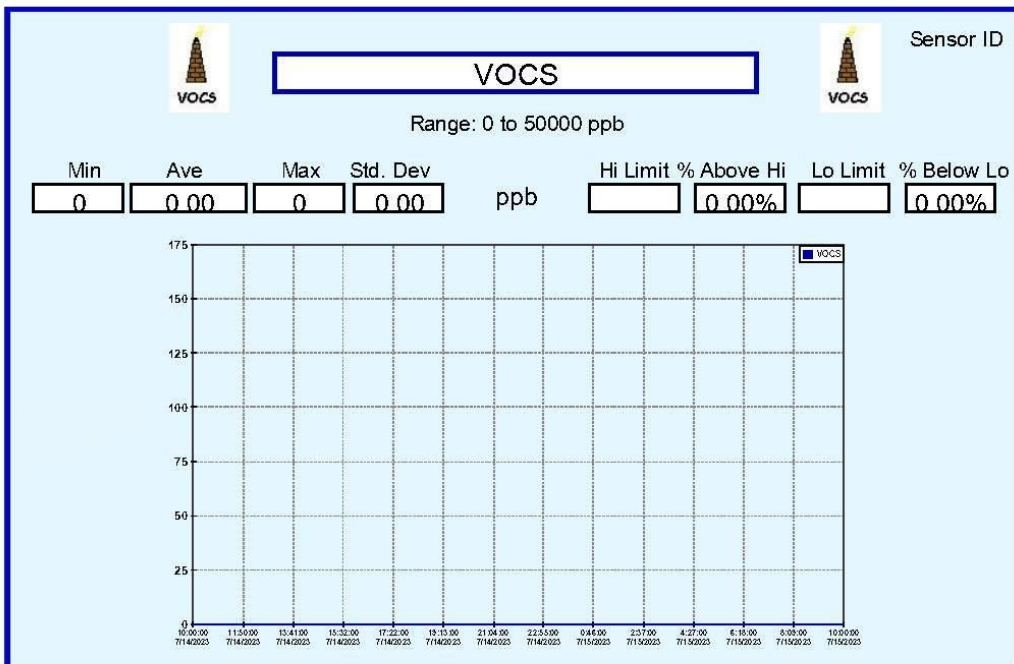 Sensor ID
VOCS
VOCS
VOCS
Range: 0 to 50000 ppb
Min Ave Max Std. Dev Hi Limit % Above Hi Lo Limit % Below Lo
0 0.00 0 0.00 ppb 0.00% 0.00%
VOCS
175
150
125
100
75
50
25
0
10:00:00 11:50:00 13:41:00 15:32:00 17:22:00 19:13:00 21:04:00 22:55:00 0:46:00 2:37:00 4:27:00 6:18:00 8:09:00 10:00:00
7/14/2023 7/14/2023 7/14/2023 7/14/2023 7/14/2023 7/14/2023 7/14/2023 7/14/2023 7/15/2023 7/15/2023 7/15/2023 7/15/2023 7/15/2023 7/15/2023